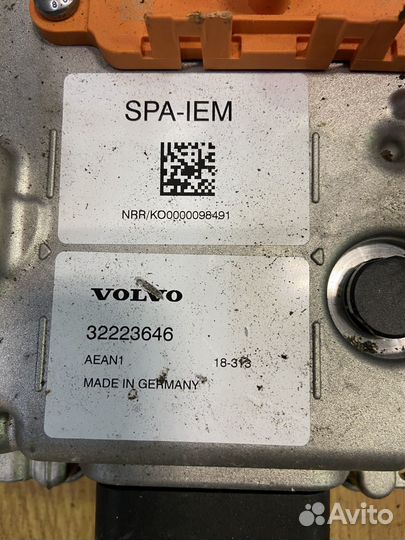 SPA-IEM
NRR/KO0000098491
VOLVO
32223646
AEAN1 18-313
MADE IN GERMANY
Avito